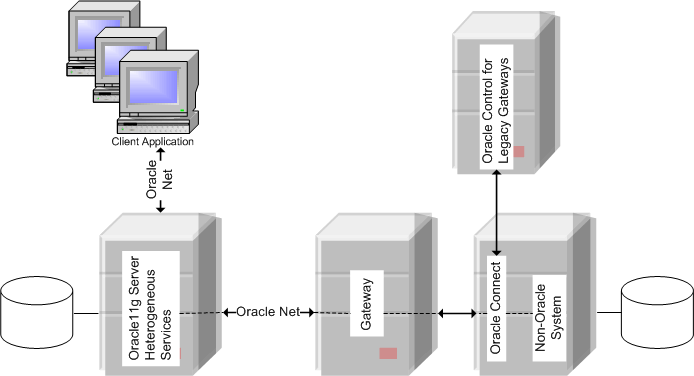 Client Application
Oracle
Net
Oracle Control for
Legacy Gateways
Oracle11g Server
Heterogeneous
Services
Oracle Net
Gateway
Oracle Connect
Non-Oracle
System